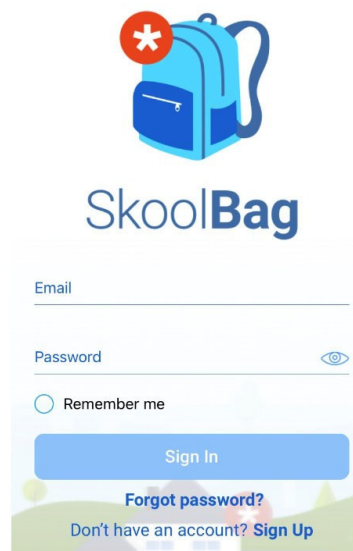 SkoolBag
Email
Password
Remember me
Sign In
Forgot password?
Don't have an account? Sign Up